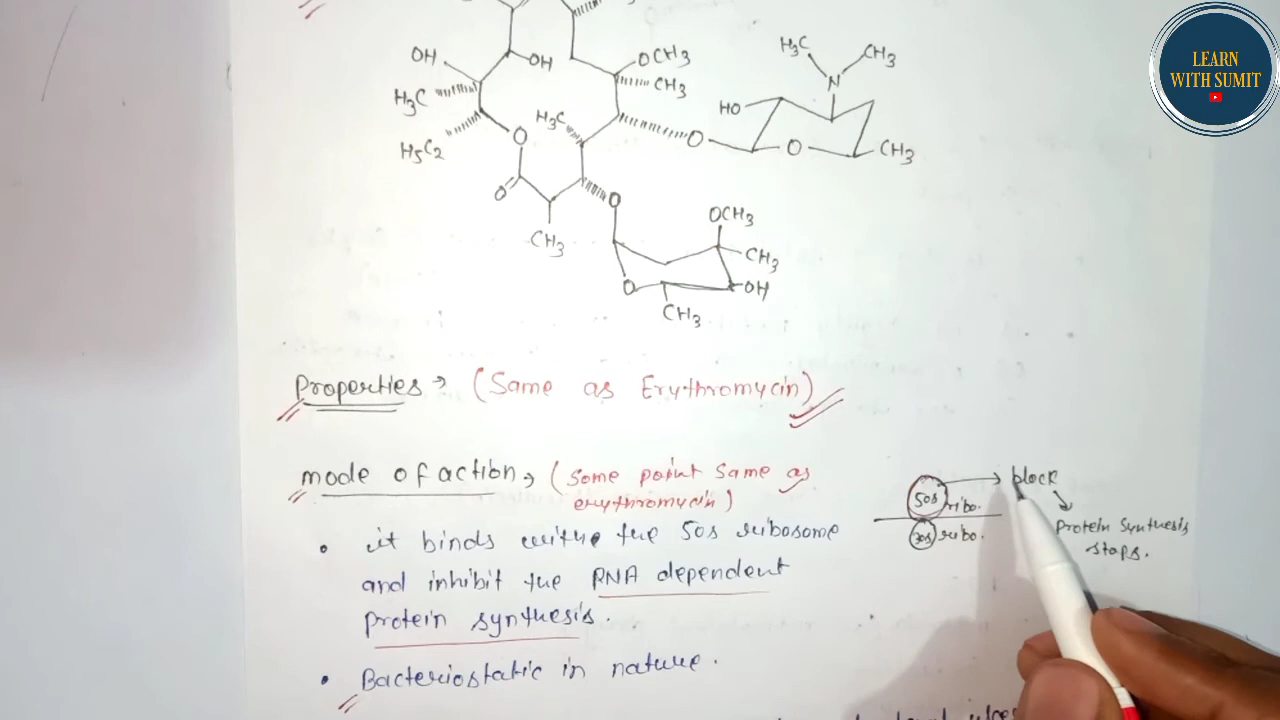 LEARN
WITH SUMIT
H3C
CH3
OH
OH
OCH3
CH3
N
H3C
H3C
HO
O
O
O
CH3
H5C2
O
O
CH3
OCH3
CH3
O
OH
CH3
Properties → (Same as Erythromycin)
mode of action → (Some point same as
erythromycin)
50s ribo. → block
30s ribo.
Protein Synthesis
stops.
• it binds withe the 50s ribosome
and inhibit the RNA dependent
protein synthesis.
• Bacteriostatic in nature.